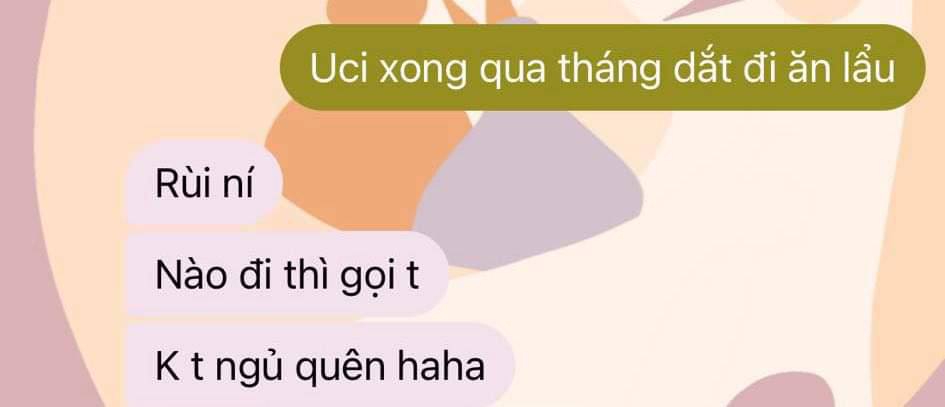 Uci xong qua tháng dắt đi ăn lẩu
Rùi ní
Nào đi thì gọi t
K t ngủ quên haha